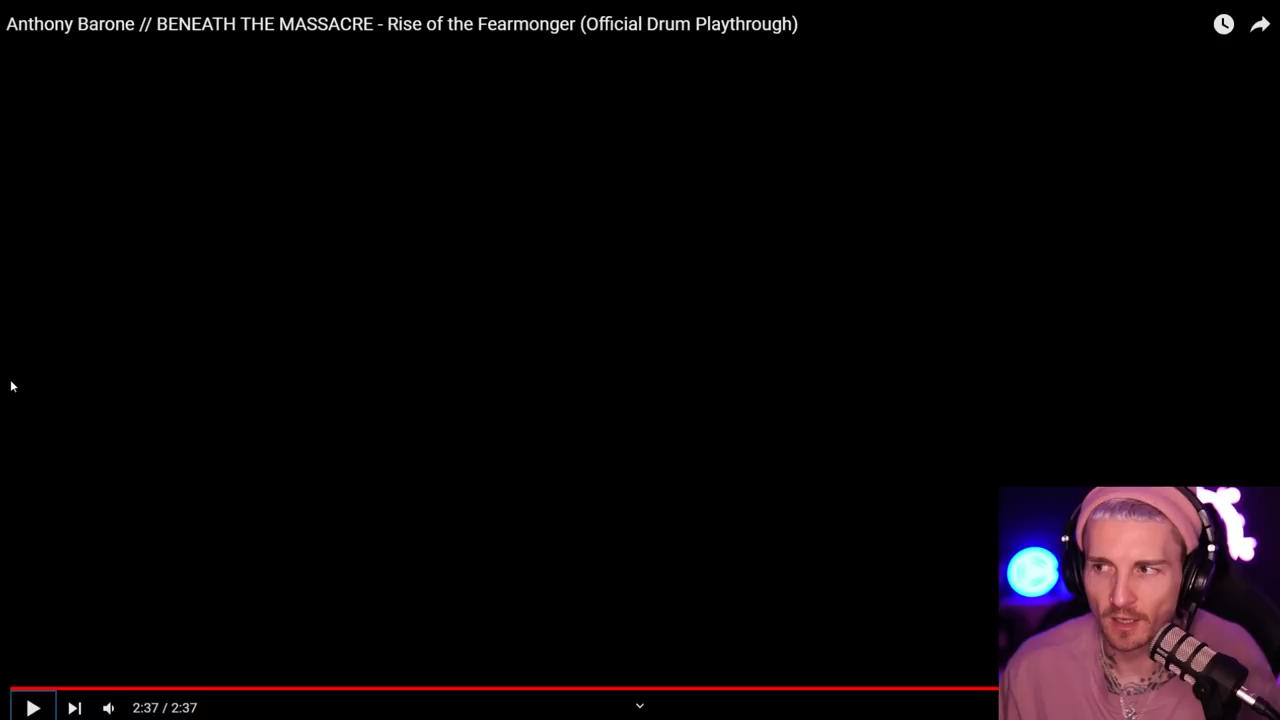 Anthony Barone // BENEATH THE MASSACRE - Rise of the Fearmonger (Official Drum Playthrough)
2:37 / 2:37